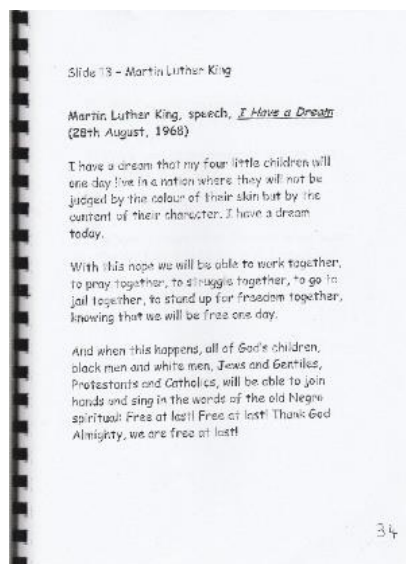 Slide 13 – Martin Luther King
Martin Luther King, speech, I Have a Dream
(28th August, 1968)
I have a dream that my four little children will
one day live in a nation where they will not be
judged by the colour of their skin but by the
content of their character. I have a dream
today.
With this hope we will be able to work together,
to pray together, to struggle together, to go to
jail together, to stand up for freedom together,
knowing that we will be free one day.
And when this happens, all of God's children,
black men and white men, Jews and Gentiles,
Protestants and Catholics, will be able to join
hands and sing in the words of the old Negro
spiritual: Free at last! Free at last! Thank God
Almighty, we are free at last!
34